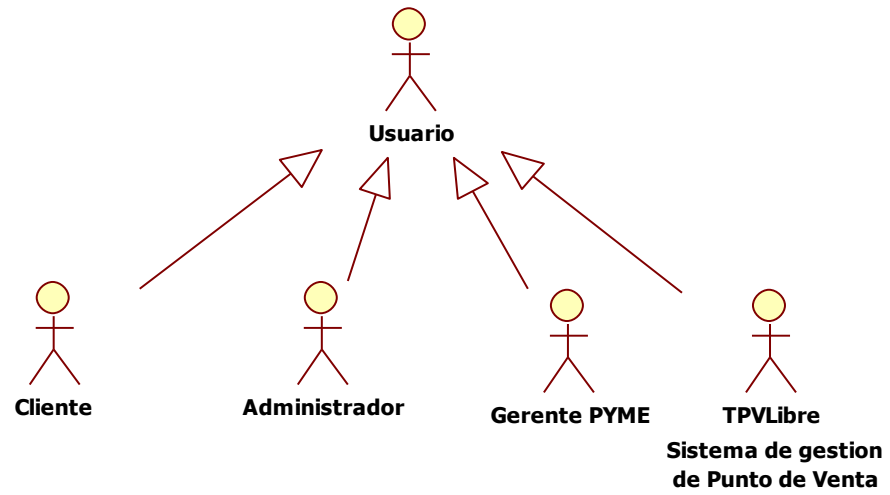 Usuario
Cliente
Administrador
Gerente PYME
TPVLibre
Sistema de gestion
de Punto de Venta